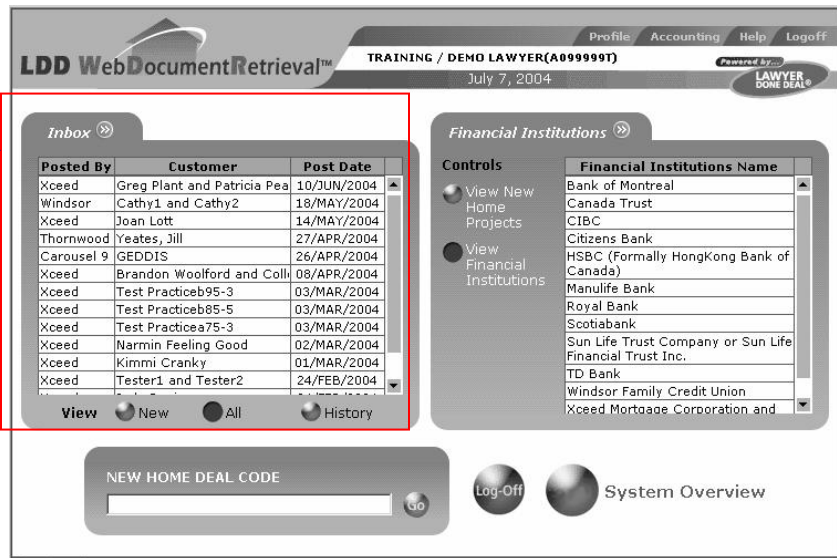 Profile Accounting Help Logoff
LDD WebDocumentRetrieval™
TRAINING / DEMO LAWYER(A099999T)
Powered by...
LAWYER
DONE DEAL®
July 7, 2004
Inbox
Posted By Customer Post Date
Xceed Greg Plant and Patricia Pea 10/JUN/2004
Windsor Cathy1 and Cathy2 18/MAY/2004
Xceed Joan Lott 14/MAY/2004
Thornwood Yeates, Jill 27/APR/2004
Carousel 9 GEDDIS 26/APR/2004
Xceed Brandon Woolford and Coll 08/APR/2004
Xceed Test Practiceb95-3 03/MAR/2004
Xceed Test Practiceb85-5 03/MAR/2004
Xceed Test Practicea75-3 03/MAR/2004
Xceed Narmin Feeling Good 02/MAR/2004
Xceed Kimmi Cranky 01/MAR/2004
Xceed Tester1 and Tester2 24/FEB/2004
View New All History
Financial Institutions
Controls
View New
Home
Projects
View
Financial
Institutions
Financial Institutions Name
Bank of Montreal
Canada Trust
CIBC
Citizens Bank
HSBC (Formally HongKong Bank of
Canada)
Manulife Bank
Royal Bank
Scotiabank
Sun Life Trust Company or Sun Life
Financial Trust Inc.
TD Bank
Windsor Family Credit Union
Xceed Mortgage Corporation and
NEW HOME DEAL CODE
Go
Log-Off
System Overview